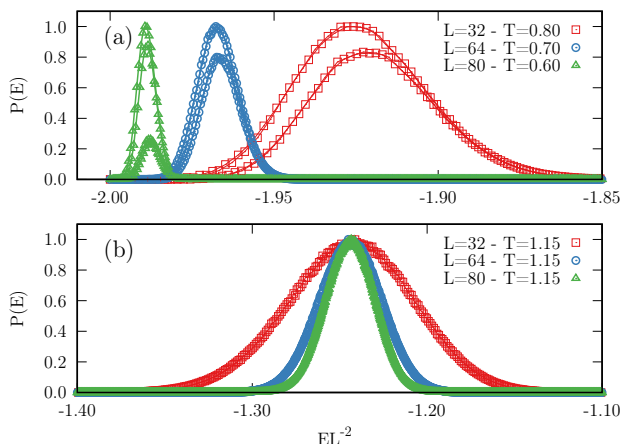 (a)
L=32 - T=0.80
L=64 - T=0.70
L=80 - T=0.60
P(E)
1.0
0.8
0.6
0.4
0.2
0.0
-2.00 -1.95 -1.90 -1.85
(b)
L=32 - T=1.15
L=64 - T=1.15
L=80 - T=1.15
P(E)
1.0
0.8
0.6
0.4
0.2
0.0
-1.40 -1.30 -1.20 -1.10
EL⁻²